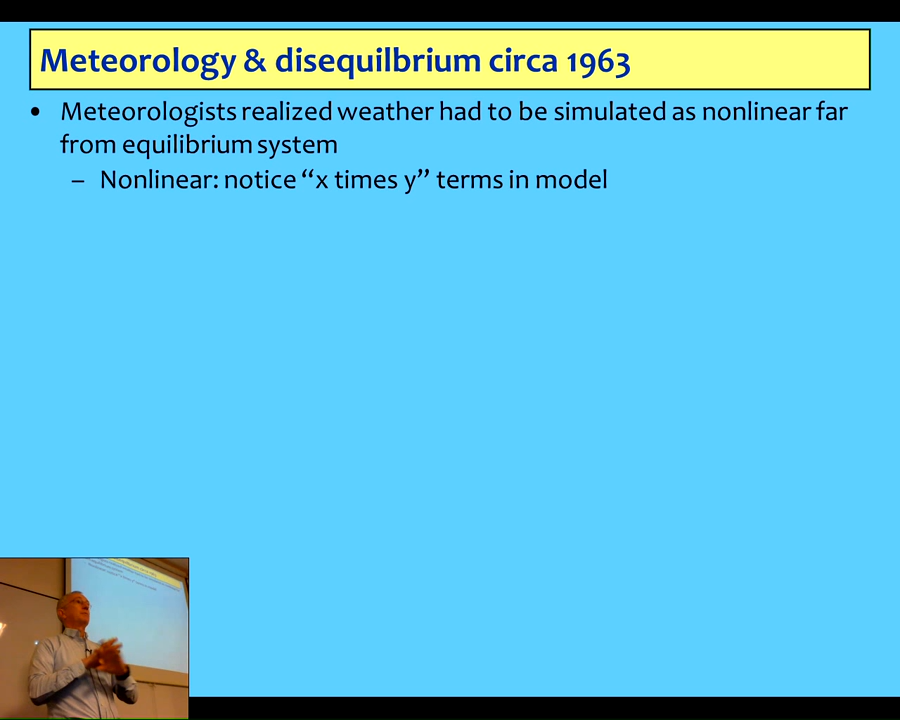 Meteorology & disequilbrium circa 1963
• Meteorologists realized weather had to be simulated as nonlinear far
from equilibrium system
– Nonlinear: notice “x times y” terms in model